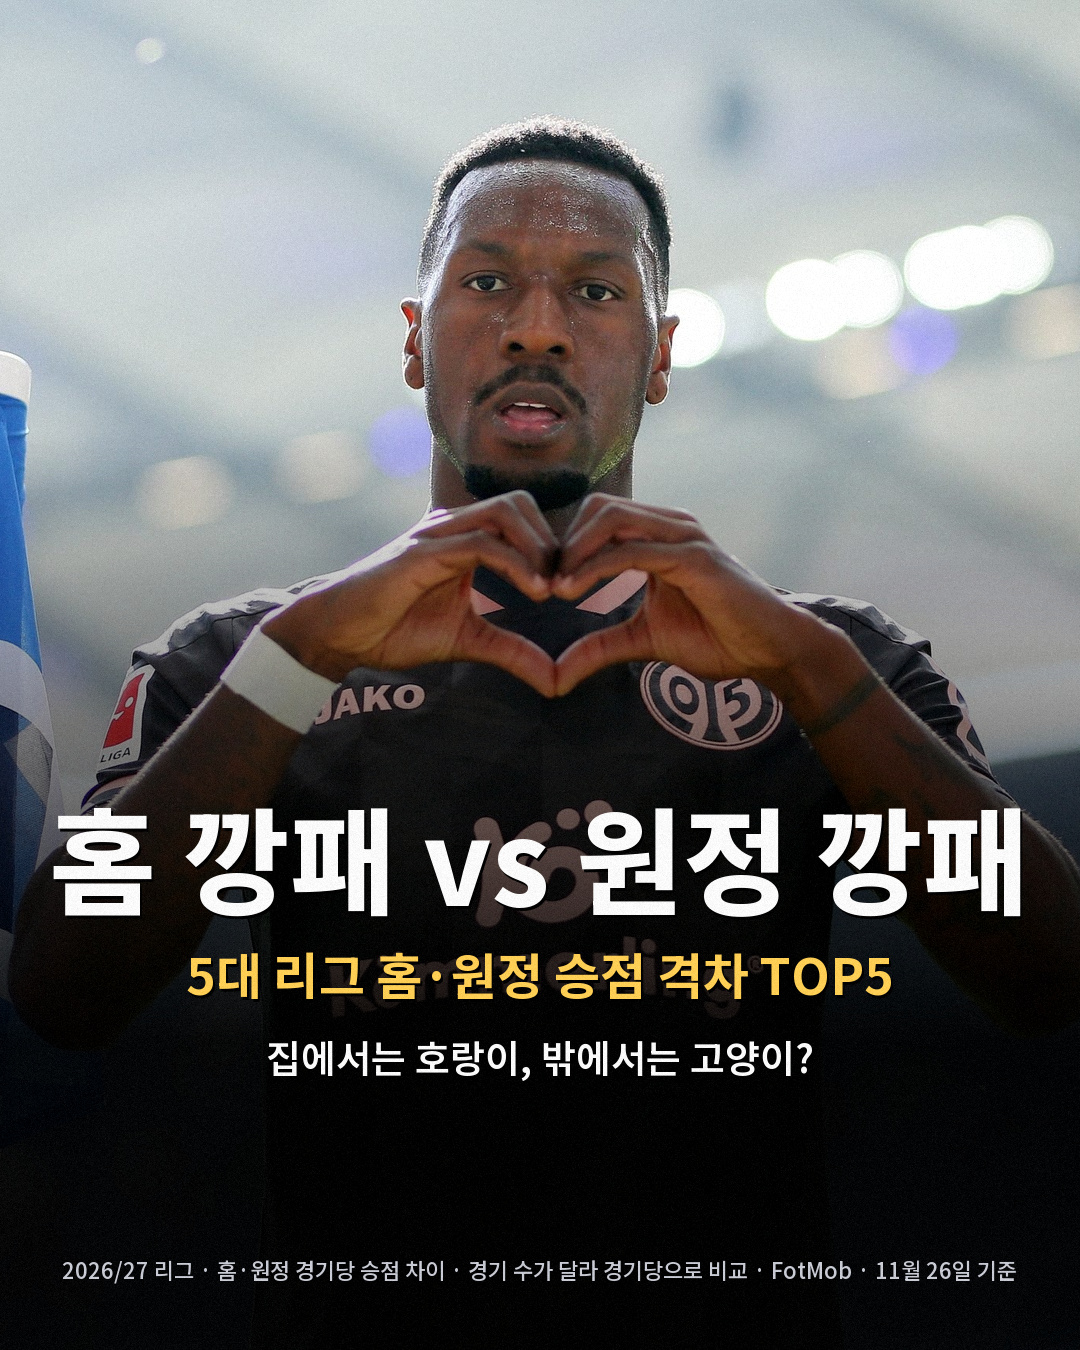 JAKO
05
LIGA
홈 깡패 vs 원정 깡패
5대 리그 홈·원정 승점 격차 TOP5
집에서는 호랑이, 밖에서는 고양이?
2026/27 리그 · 홈·원정 경기당 승점 차이 · 경기 수가 달라 경기당으로 비교 · FotMob · 11월 26일 기준